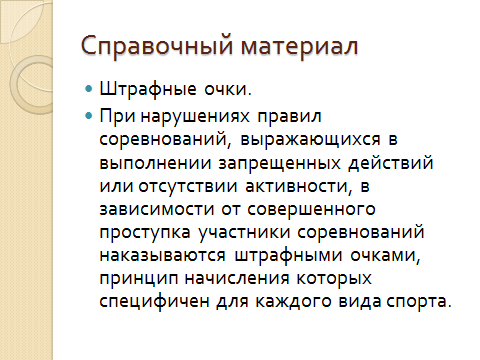 Справочный материал
Штрафные очки.
При нарушениях правил
соревнований, выражающихся в
выполнении запрещенных действий
или отсутствии активности, в
зависимости от совершенного
проступка участники соревнований
наказываются штрафными очками,
принцип начисления которых
специфичен для каждого вида спорта.